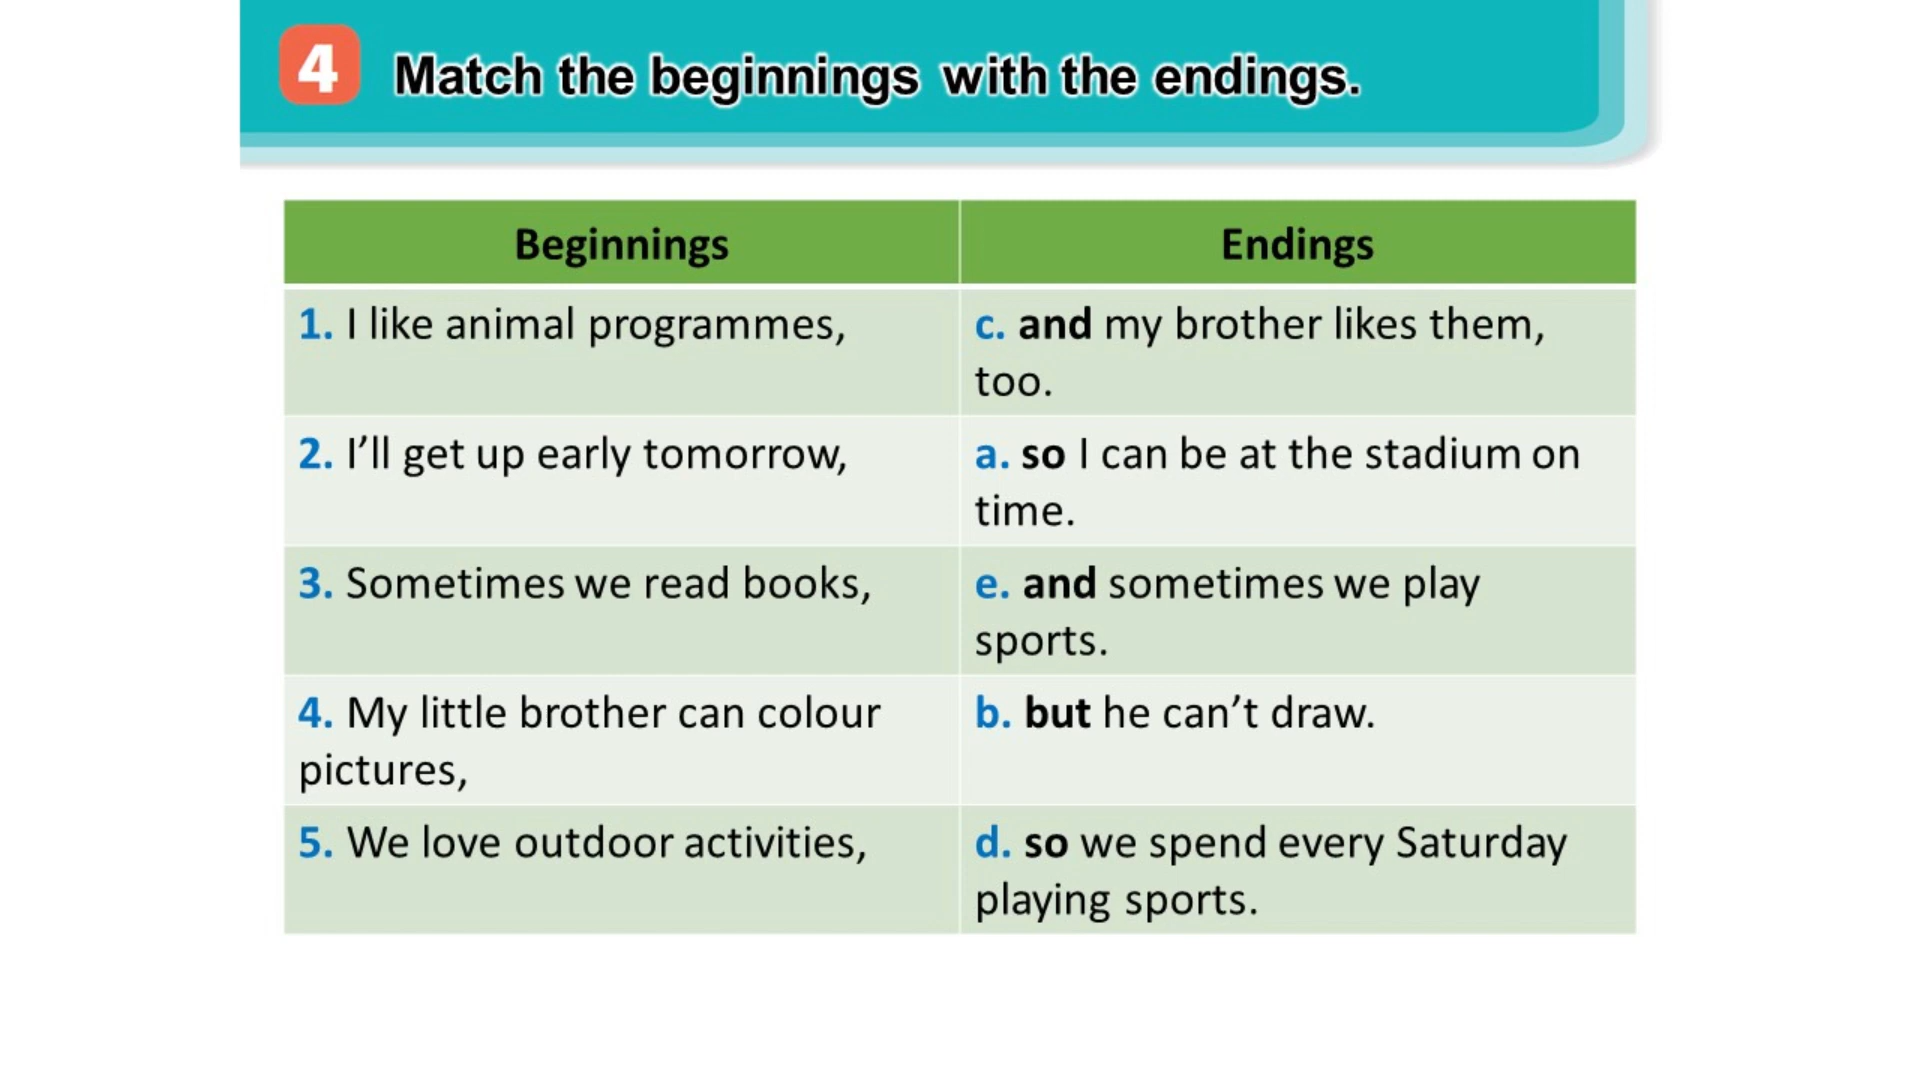 4 Match the beginnings with the endings.
Beginnings
Endings
1. I like animal programmes,
c. and my brother likes them,
too.
2. I’ll get up early tomorrow,
a. so I can be at the stadium on
time.
3. Sometimes we read books,
e. and sometimes we play
sports.
4. My little brother can colour
pictures,
b. but he can’t draw.
5. We love outdoor activities,
d. so we spend every Saturday
playing sports.